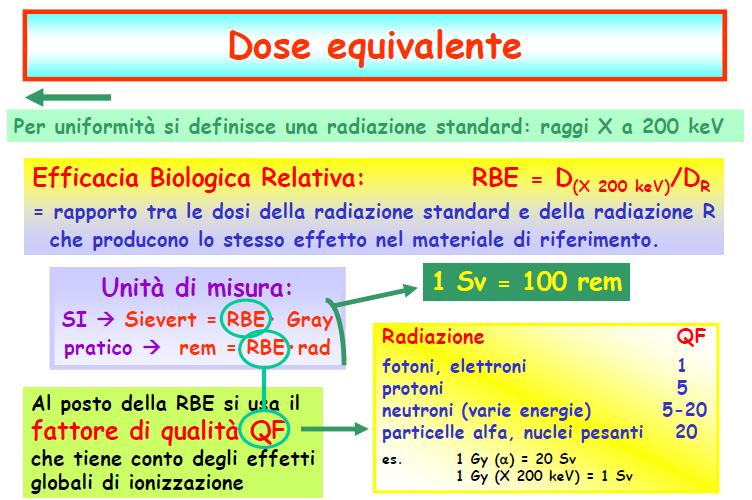 Dose equivalente
Per uniformità si definisce una radiazione standard: raggi X a 200 keV
Efficacia Biologica Relativa: RBE = D(X 200 keV)/DR
= rapporto tra le dosi della radiazione standard e della radiazione R
che producono lo stesso effetto nel materiale di riferimento.
Unità di misura:
SI → Sievert = RBE · Gray
pratico → rem = RBE · rad
1 Sv = 100 rem
Al posto della RBE si usa il
fattore di qualità QF
che tiene conto degli effetti
globali di ionizzazione
Radiazione QF
fotoni, elettroni 1
protoni 5
neutroni (varie energie) 5-20
particelle alfa, nuclei pesanti 20
es. 1 Gy (α) = 20 Sv
1 Gy (X 200 keV) = 1 Sv